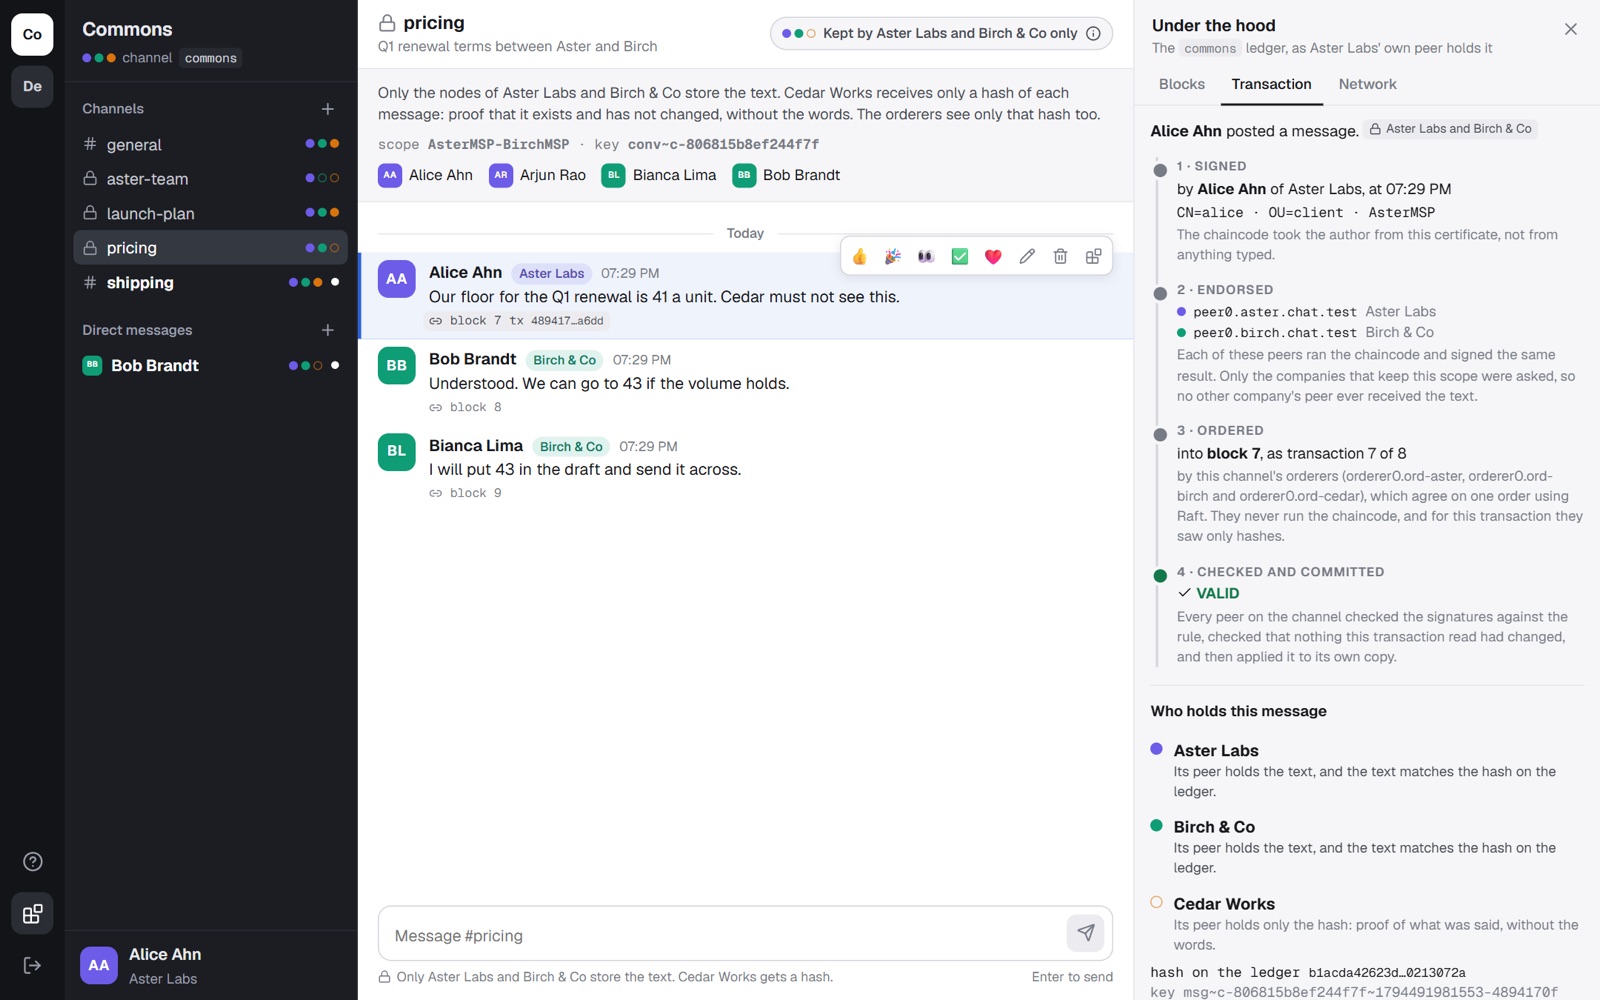 Co
De
Commons
channel commons
Channels
general
aster-team
launch-plan
pricing
shipping
Direct messages
BB Bob Brandt
AA Alice Ahn
Aster Labs
pricing
Q1 renewal terms between Aster and Birch
Kept by Aster Labs and Birch & Co only
Only the nodes of Aster Labs and Birch & Co store the text. Cedar Works receives only a hash of each
message: proof that it exists and has not changed, without the words. The orderers see only that hash too.
scope AsterMSP-BirchMSP · key conv~c-806815b8ef244f7f
AA Alice Ahn AR Arjun Rao BL Bianca Lima BB Bob Brandt
Today
AA Alice Ahn Aster Labs 07:29 PM
Our floor for the Q1 renewal is 41 a unit. Cedar must not see this.
block 7 tx 489417…a6dd
BB Bob Brandt Birch & Co 07:29 PM
Understood. We can go to 43 if the volume holds.
block 8
BL Bianca Lima Birch & Co 07:29 PM
I will put 43 in the draft and send it across.
block 9
Message #pricing
Only Aster Labs and Birch & Co store the text. Cedar Works gets a hash.
Enter to send
Under the hood
The commons ledger, as Aster Labs' own peer holds it
Blocks Transaction Network
Alice Ahn posted a message. Aster Labs and Birch & Co
1 · SIGNED
by Alice Ahn of Aster Labs, at 07:29 PM
CN=alice · OU=client · AsterMSP
The chaincode took the author from this certificate, not from
anything typed.
2 · ENDORSED
peer0.aster.chat.test Aster Labs
peer0.birch.chat.test Birch & Co
Each of these peers ran the chaincode and signed the same
result. Only the companies that keep this scope were asked, so
no other company's peer ever received the text.
3 · ORDERED
into block 7, as transaction 7 of 8
by this channel's orderers (orderer0.ord-aster, orderer0.ord-
birch and orderer0.ord-cedar), which agree on one order using
Raft. They never run the chaincode, and for this transaction they
saw only hashes.
4 · CHECKED AND COMMITTED
VALID
Every peer on the channel checked the signatures against the
rule, checked that nothing this transaction read had changed,
and then applied it to its own copy.
Who holds this message
Aster Labs
Its peer holds the text, and the text matches the hash on the
ledger.
Birch & Co
Its peer holds the text, and the text matches the hash on the
ledger.
Cedar Works
Its peer holds only the hash: proof of what was said, without the
words.
hash on the ledger b1acda42623d…0213072a
key msg~c-806815b8ef244f7f~1794491981553-4894170f